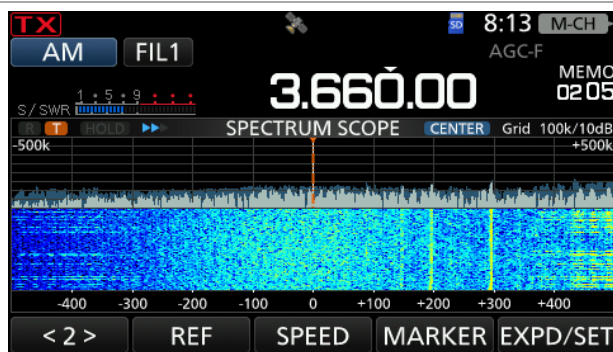 TX SD 8:13 M-CH
AM FIL1 AGC-F
3.660.00 MEMO
02 05
1 5 9
S/SWR
R T HOLD SPECTRUM SCOPE CENTER Grid 100k/10dB
-500k +500k
-400 -300 -200 -100 0 +100 +200 +300 +400
< 2 > REF SPEED MARKER EXPD/SET